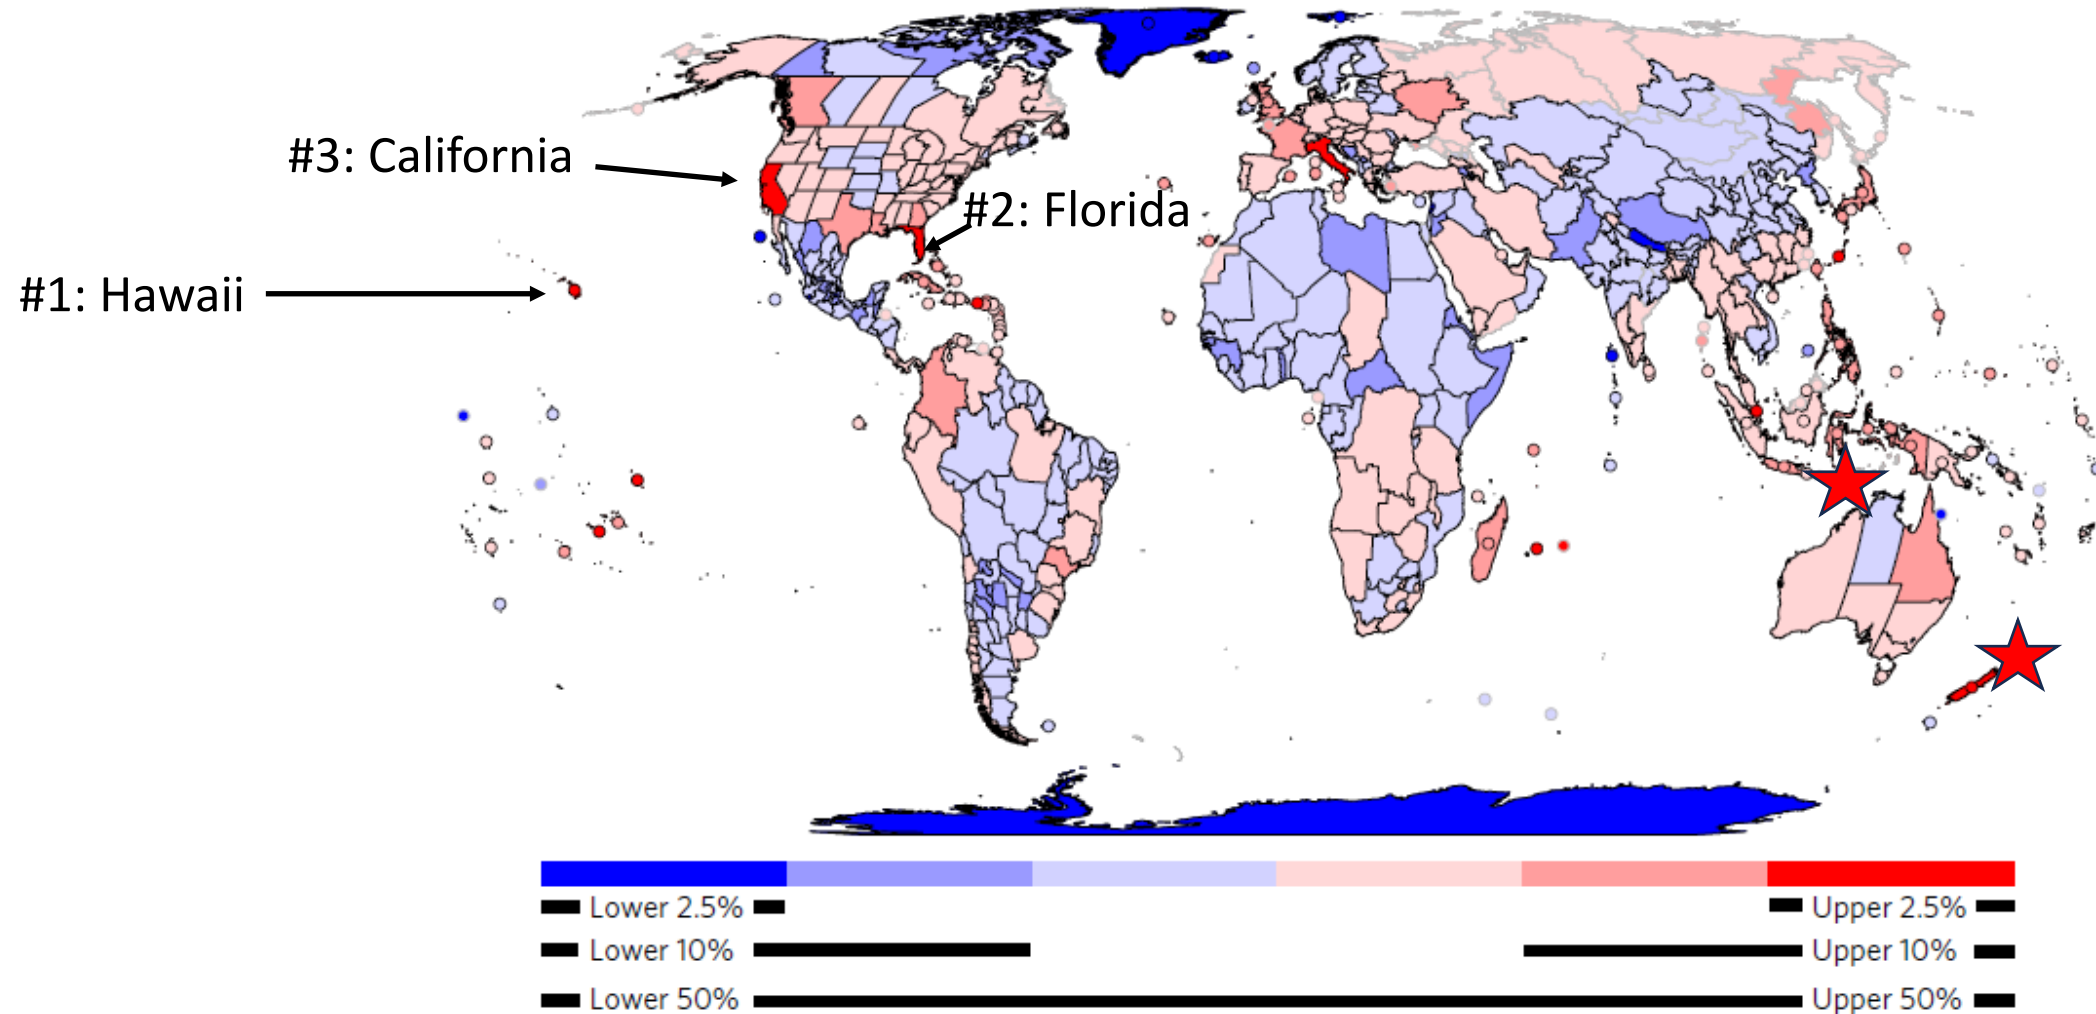 #3: California
#2: Florida
#1: Hawaii
Lower 2.5% Upper 2.5%
Lower 10% Upper 10%
Lower 50% Upper 50%